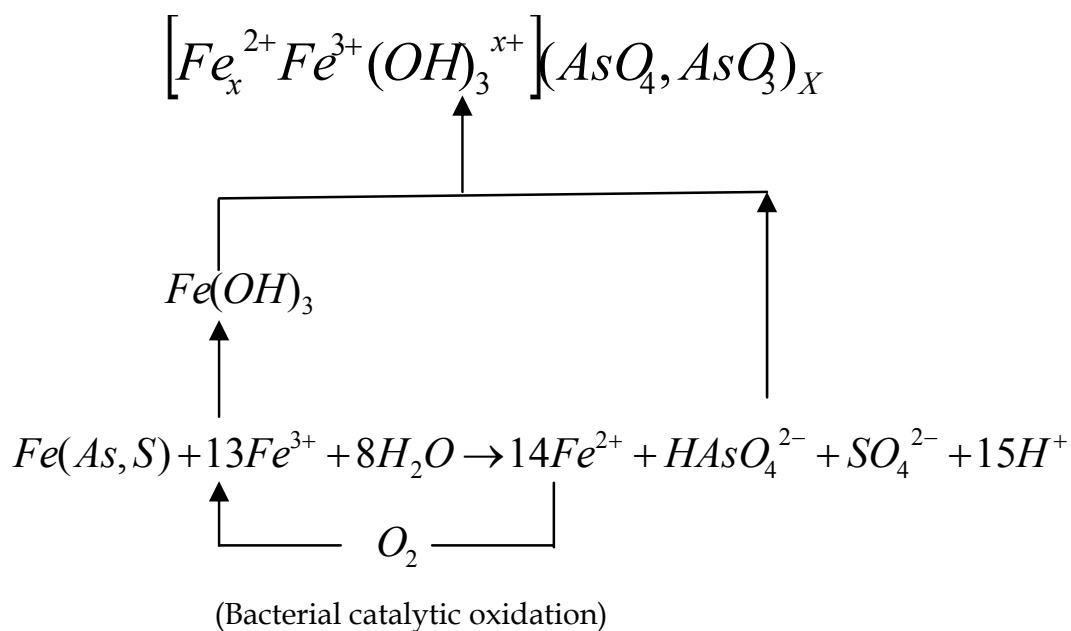 [Fe_x^{2+}Fe^{3+}(OH)_3^{x+}](AsO_4, AsO_3)_X
Fe(OH)_3
Fe(As, S) + 13Fe^{3+} + 8H_2O → 14Fe^{2+} + HAsO_4^{2−} + SO_4^{2−} + 15H^+
O_2
(Bacterial catalytic oxidation)